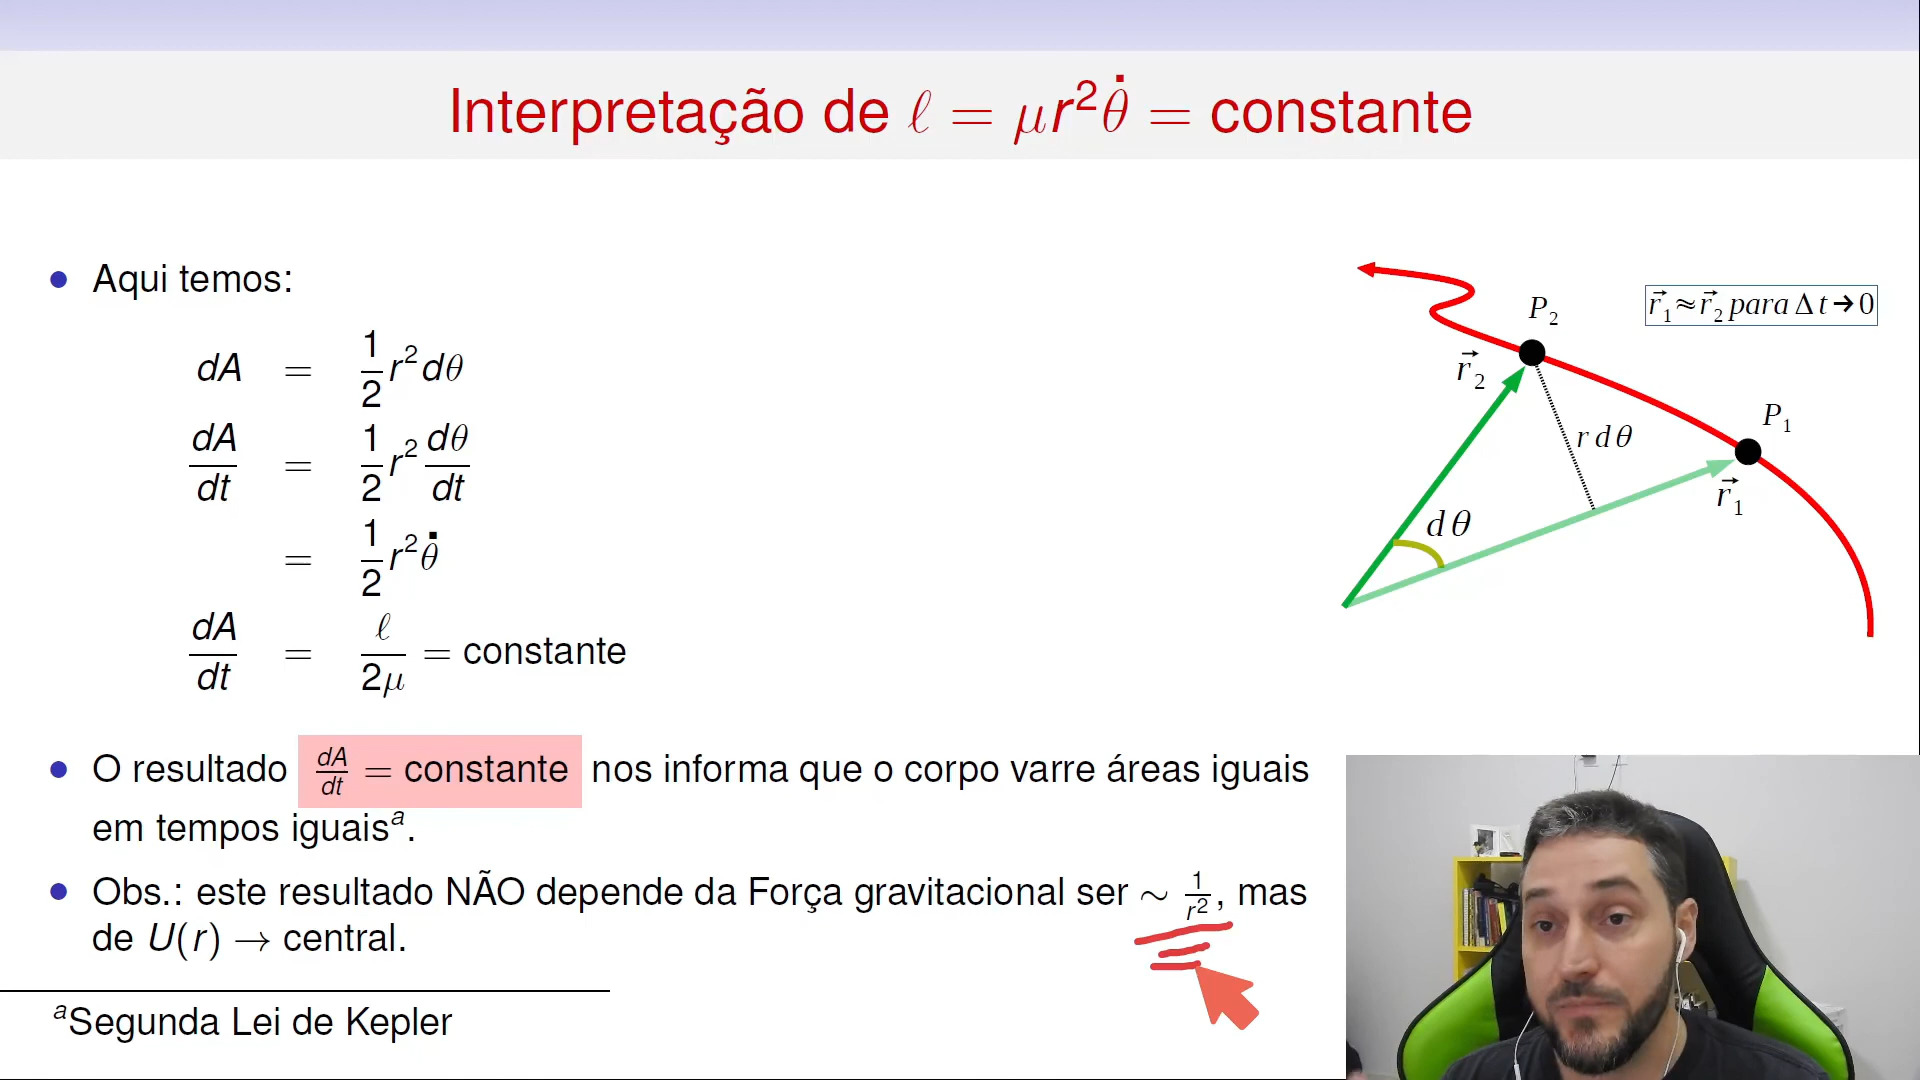 Interpretação de ℓ = μr²θ̇ = constante
Aqui temos:
dA = 1/2 r² dθ
dA/dt = 1/2 r² dθ/dt
= 1/2 r² θ̇
dA/dt = ℓ/2μ = constante
r⃗₁ ≈ r⃗₂ para Δt → 0
P₂
r⃗₂
P₁
r dθ
r⃗₁
dθ
O resultado dA/dt = constante nos informa que o corpo varre áreas iguais
em tempos iguaisᵃ.
Obs.: este resultado NÃO depende da Força gravitacional ser ∼ 1/r², mas
de U(r) → central.
ᵃSegunda Lei de Kepler